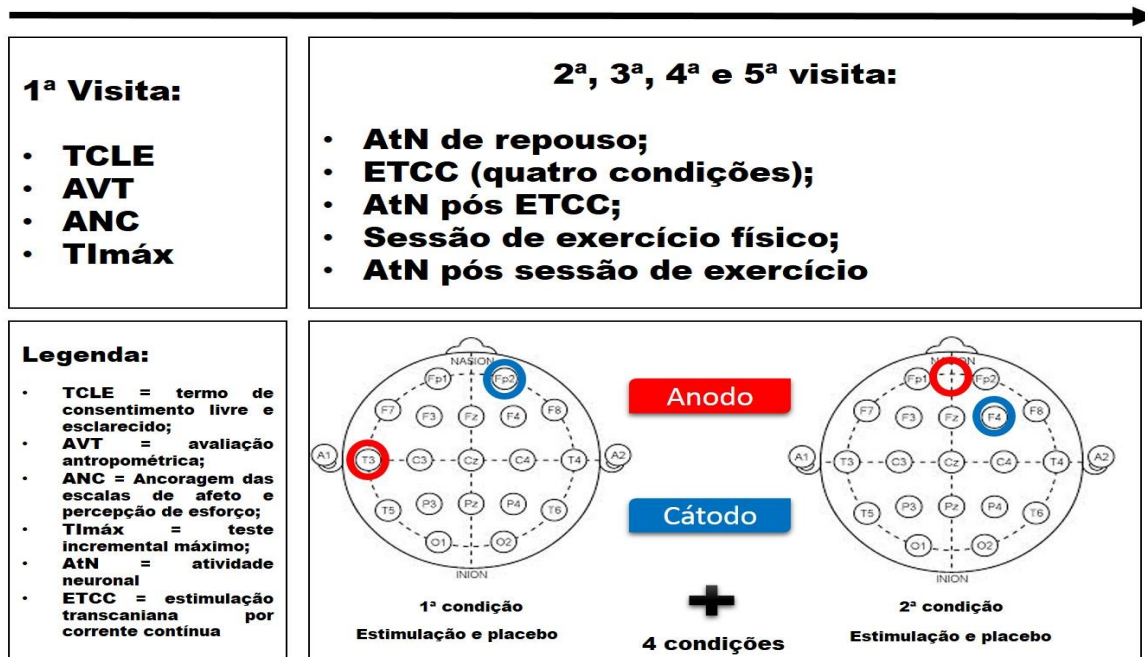 1ª Visita:
• TCLE
• AVT
• ANC
• TImáx
2ª, 3ª, 4ª e 5ª visita:
• AtN de repouso;
• ETCC (quatro condições);
• AtN pós ETCC;
• Sessão de exercício físico;
• AtN pós sessão de exercício
Legenda:
• TCLE = termo de
consentimento livre e
esclarecido;
• AVT = avaliação
antropométrica;
• ANC = Ancoragem das
escalas de afeto e
percepção de esforço;
• TImáx = teste
incremental máximo;
• AtN = atividade
neuronal
• ETCC = estimulação
transcaniana por
corrente contínua
NASION
Fp1 Fp2
F7 F3 Fz F4 F8
A1 T3 C3 Cz C4 T4 A2
T5 P3 Pz P4 T6
O1 O2
INION
1ª condição
Estimulação e placebo
Anodo
Cátodo
4 condições
NASION
Fp1 Fp2
F7 F3 Fz F4 F8
A1 T3 C3 Cz C4 T4 A2
T5 P3 Pz P4 T6
O1 O2
INION
2ª condição
Estimulação e placebo